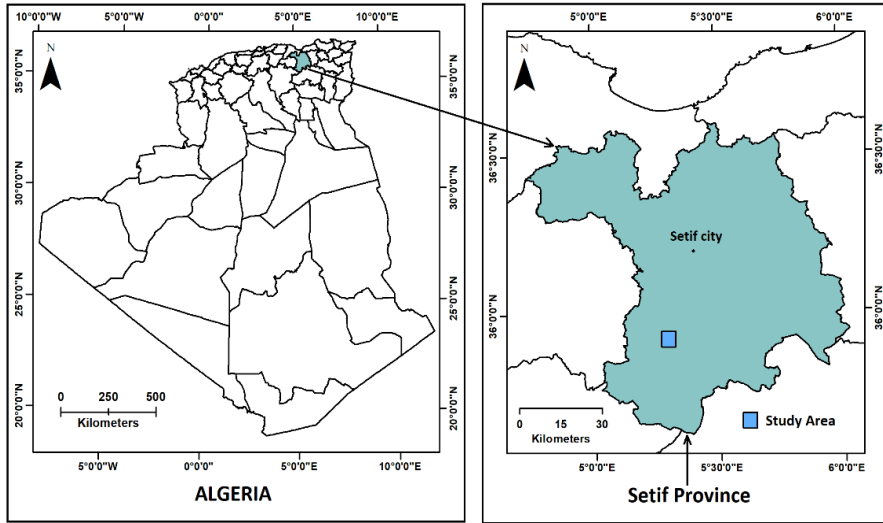 10°0'0"W 5°0'0"W 0°0'0" 5°0'0"E 10°0'0"E
N
35°0'0"N
35°0'0"N
30°0'0"N
30°0'0"N
25°0'0"N
25°0'0"N
20°0'0"N
20°0'0"N
0 250 500
Kilometers
5°0'0"W 0°0'0" 5°0'0"E 10°0'0"E
ALGERIA
5°0'0"E 5°30'0"E 6°0'0"E
N
36°30'0"N
36°30'0"N
Setif city
36°0'0"N
36°0'0"N
0 15 30
Kilometers
Study Area
5°0'0"E 5°30'0"E 6°0'0"E
Setif Province